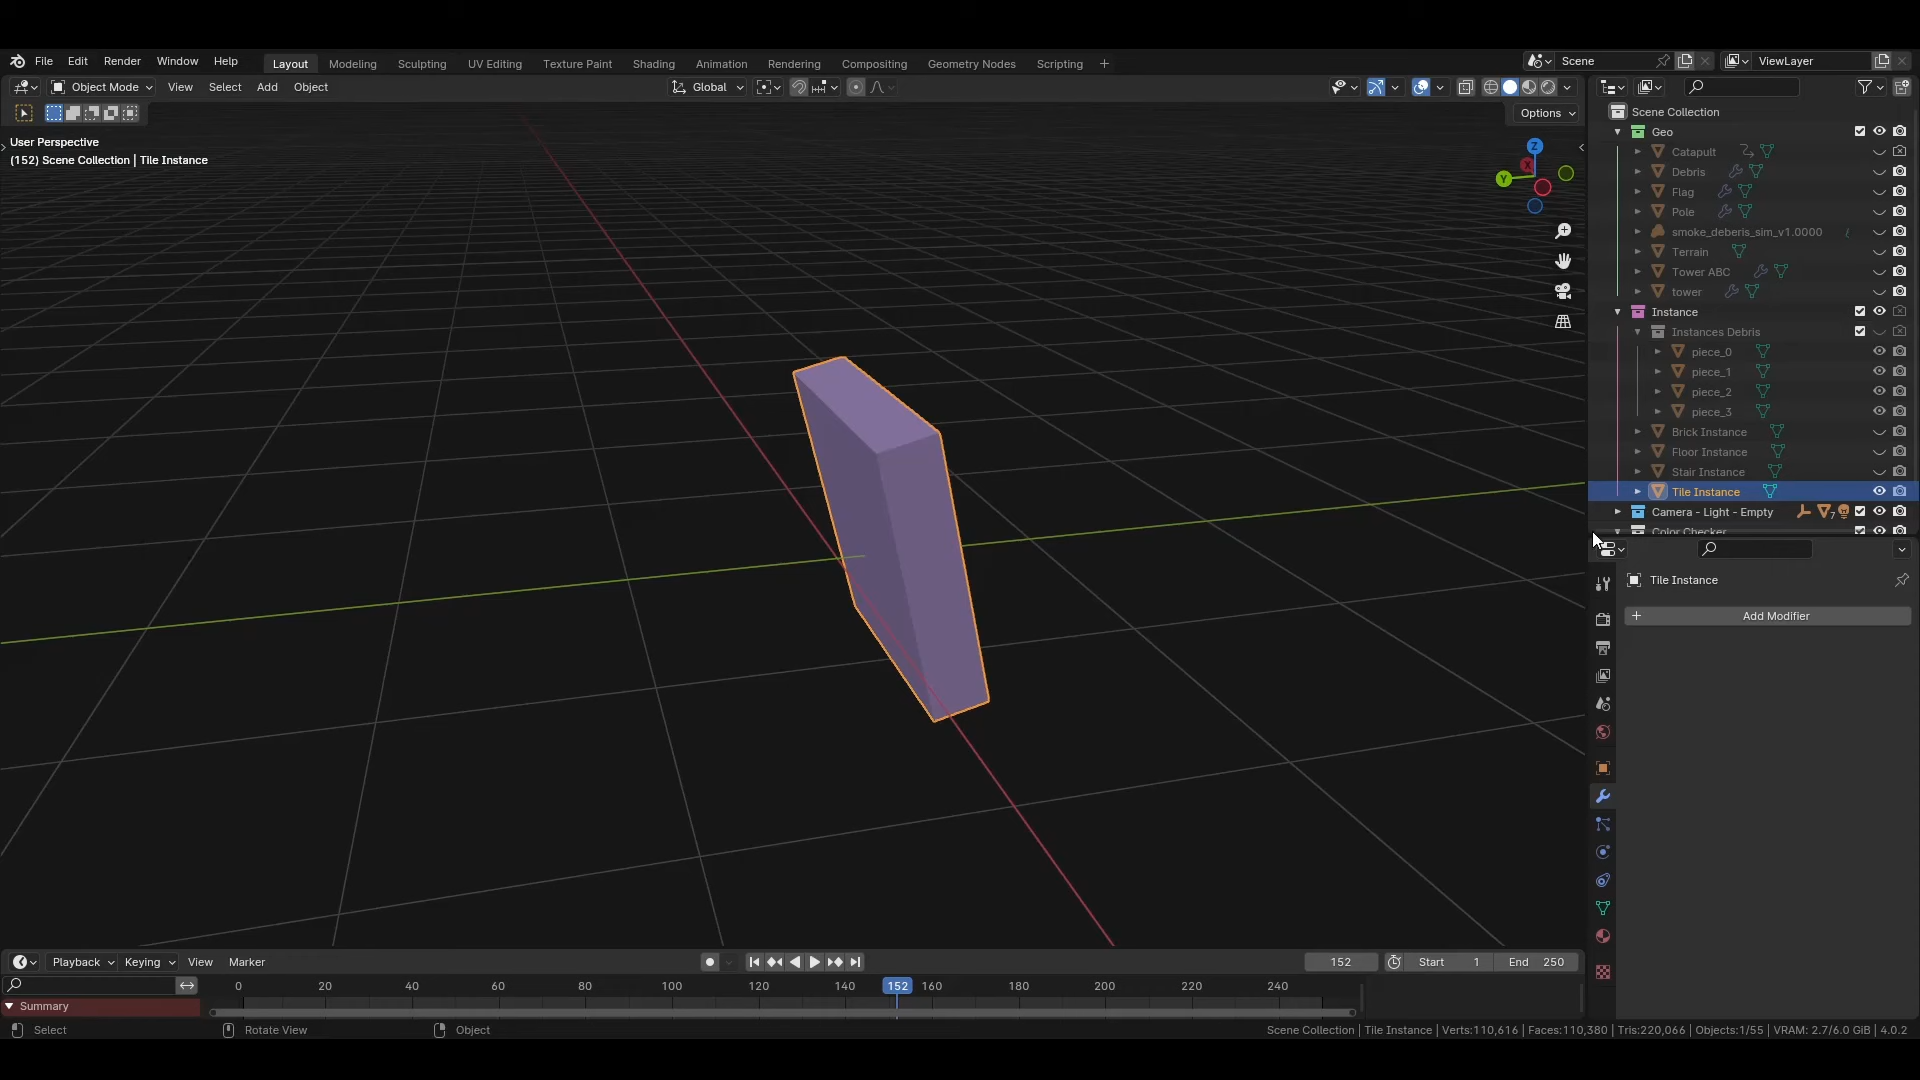 File Edit Render Window Help Layout Modeling Sculpting UV Editing Texture Paint Shading Animation Rendering Compositing Geometry Nodes Scripting + Scene ViewLayer
Object Mode View Select Add Object Global
Options
User Perspective
(152) Scene Collection | Tile Instance
Z
X
Y
Scene Collection
Geo
Catapult
Debris
Flag
Pole
smoke_deberis_sim_v1.0000
Terrain
Tower ABC
tower
Instance
Instances Debris
piece_0
piece_1
piece_2
piece_3
Brick Instance
Floor Instance
Stair Instance
Tile Instance
Camera - Light - Empty 7
Color Checker
Tile Instance
+ Add Modifier
Playback Keying View Marker 152 Start 1 End 250
0 20 40 60 80 100 120 140 152 160 180 200 220 240
Summary
Select Rotate View Object Scene Collection | Tile Instance | Verts:110,616 | Faces:110,380 | Tris:220,066 | Objects:1/55 | VRAM: 2.7/6.0 GiB | 4.0.2